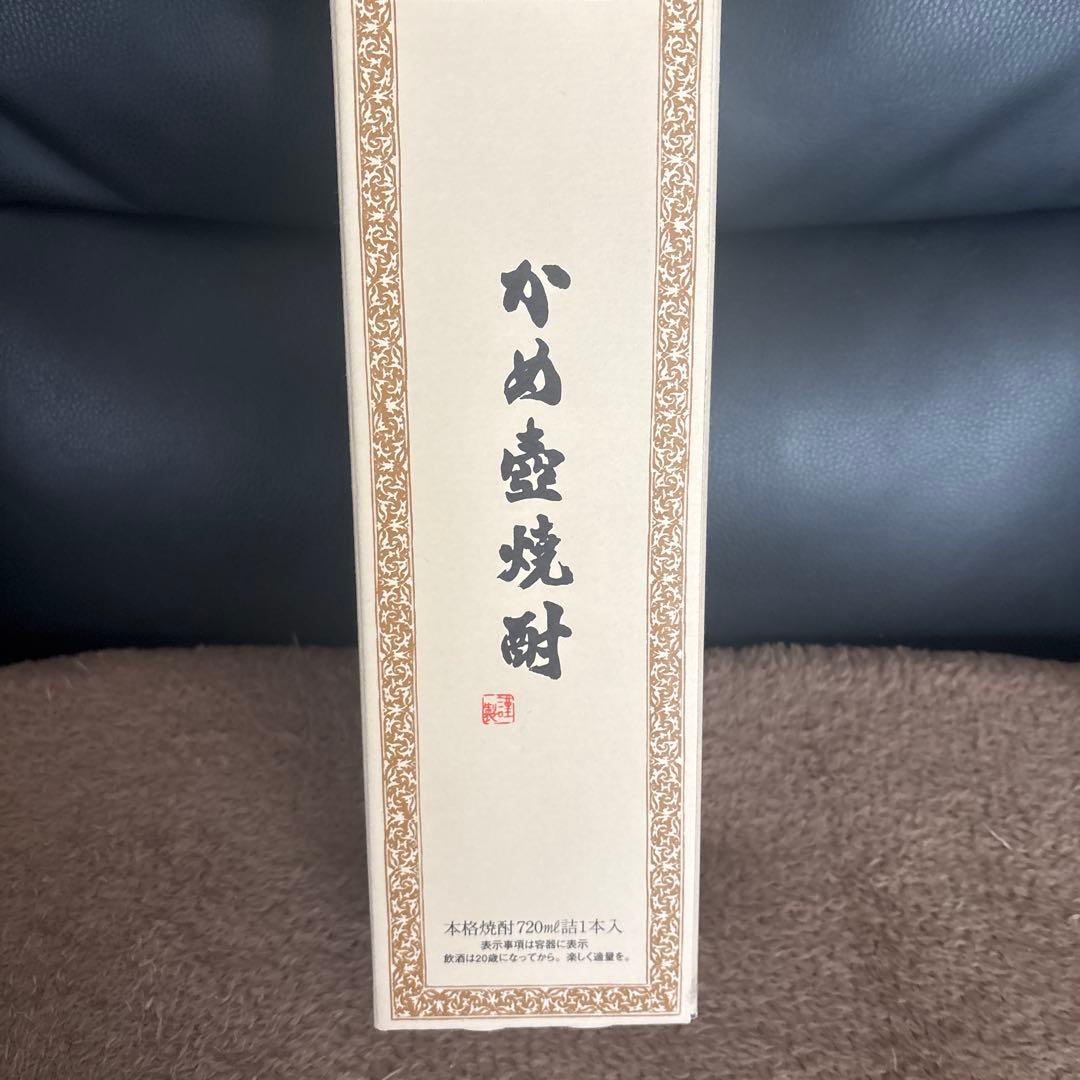 かめ壺焼酎
謹製
本格焼酎720㎖詰1本入
表示事項は容器に表示
飲酒は20歳になってから。楽しく適量を。